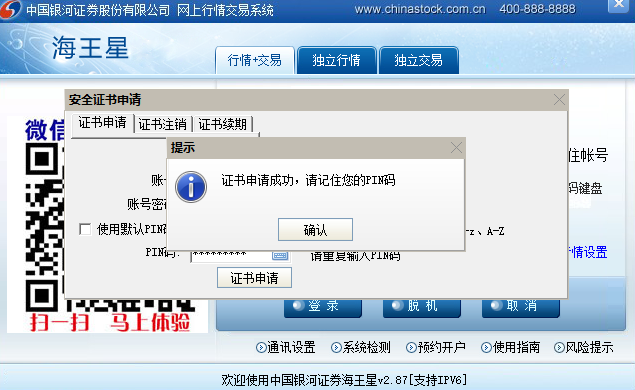 中国银河证券股份有限公司 网上行情交易系统
www.chinastock.com.cn 400-888-8888
海王星
行情+交易 独立行情 独立交易
微信
安全证书申请
证书申请 证书注销 证书续期
提示
证书申请成功,请记住您的PIN码
确认
住帐号
账号密
码键盘
使用默认PIN
-z、A-Z
PIN码: ********* 请重复输入PIN码
行情设置
证书申请
登录 脱机 取消
扫一扫 马上体验
通讯设置 系统检测 预约开户 使用指南 风险提示
欢迎使用中国银河证券海王星v2.87[支持IPV6]